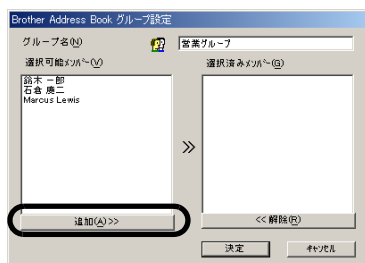 Brother Address Book グループ設定
グループ名(N)
営業グループ
選択可能メンバー(V)
選択済みメンバー(G)
鈴木 一郎
石倉 慶二
Marcus Lewis
追加(A)>>
<<解除(R)
決定
キャンセル